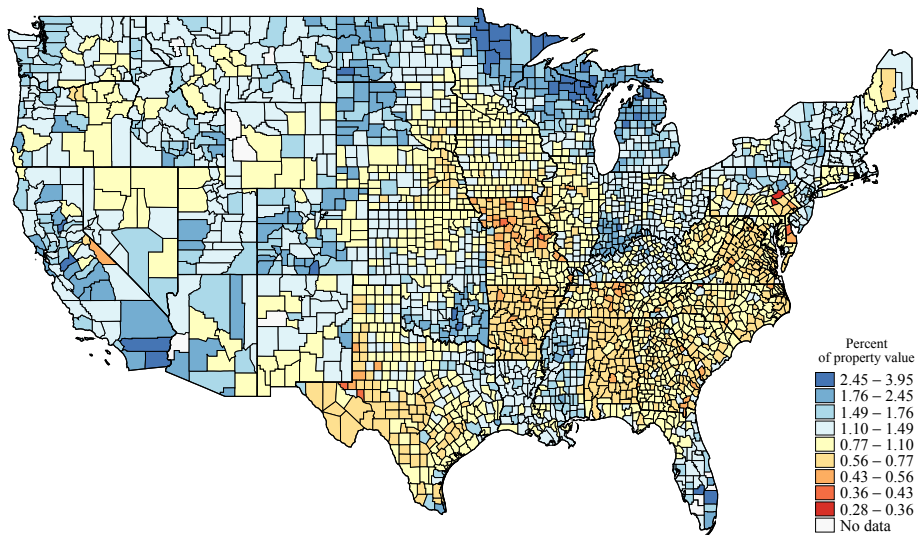 Percent
of property value
2.45 – 3.95
1.76 – 2.45
1.49 – 1.76
1.10 – 1.49
0.77 – 1.10
0.56 – 0.77
0.43 – 0.56
0.36 – 0.43
0.28 – 0.36
No data